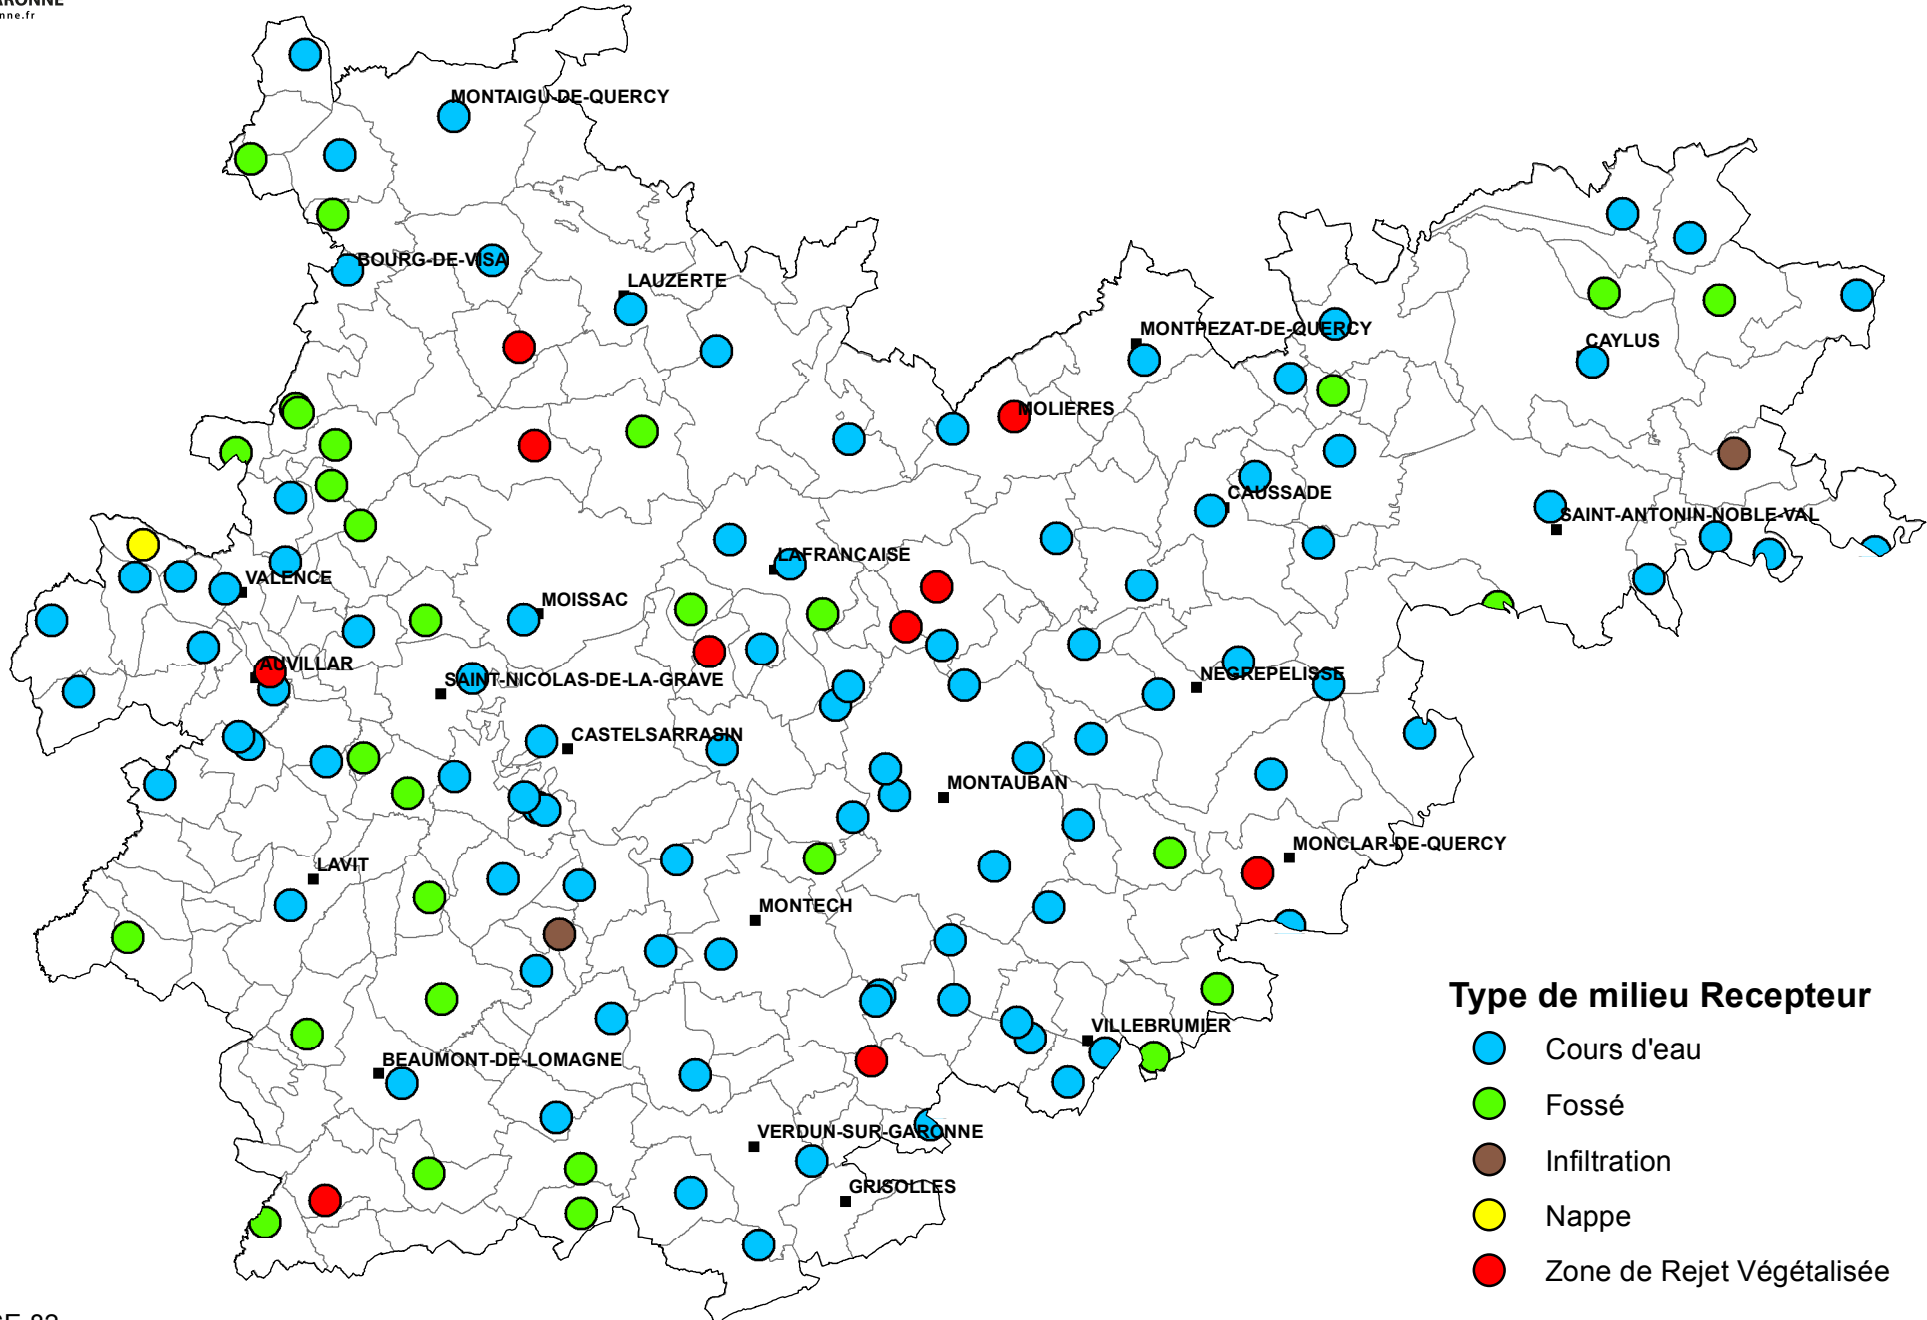 nne.fr
MONTAIGU-DE-QUERCY
BOURG-DE-VISA
LAUZERTE
MONTPEZAT-DE-QUERCY
CAYLUS
MOLIERES
CAUSSADE
SAINT-ANTONIN-NOBLE-VAL
LAFRANCAISE
VALENCE
MOISSAC
AUVILLAR
SAINT-NICOLAS-DE-LA-GRAVE
NEGREPELISSE
CASTELSARRASIN
MONTAUBAN
MONCLAR-DE-QUERCY
LAVIT
MONTECH
VILLEBRUMIER
BEAUMONT-DE-LOMAGNE
VERDUN-SUR-GARONNE
GRISOLLES
Type de milieu Recepteur
Cours d'eau
Fossé
Infiltration
Nappe
Zone de Rejet Végétalisée